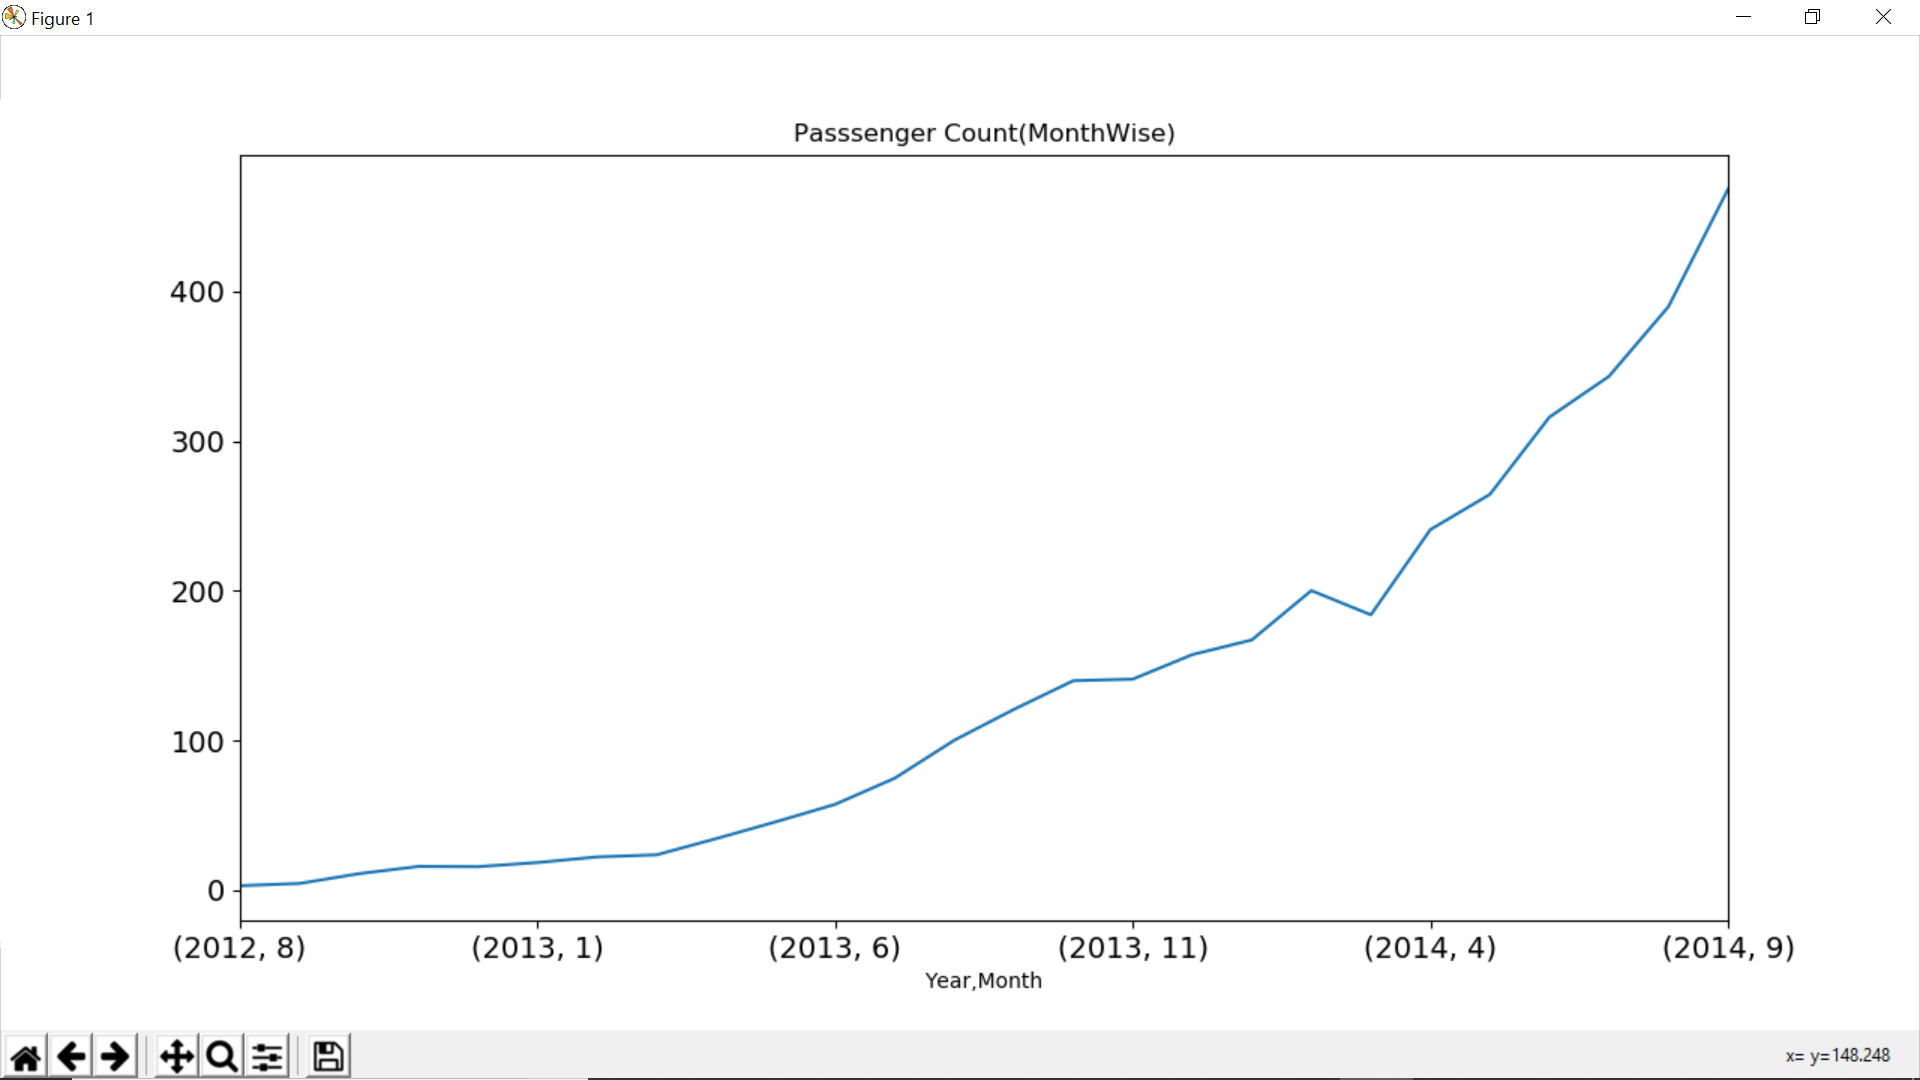 Figure 1
Passsenger Count(MonthWise)
400
300
200
100
0
(2012, 8) (2013, 1) (2013, 6) (2013, 11) (2014, 4) (2014, 9)
Year,Month
x= y=148.248